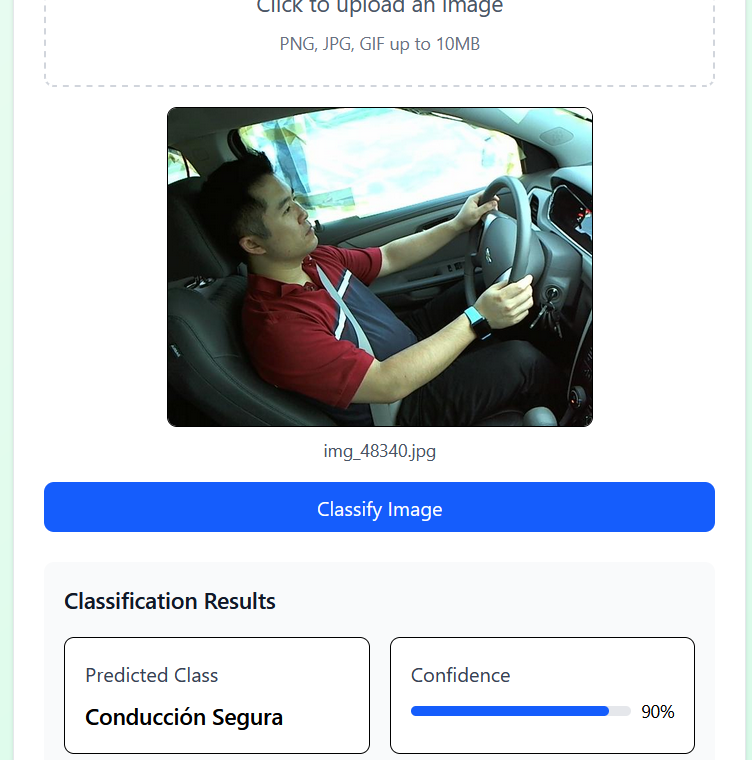 Click to upload an image
PNG, JPG, GIF up to 10MB
img_48340.jpg
Classify Image
Classification Results
Predicted Class
Conducción Segura
Confidence
90%